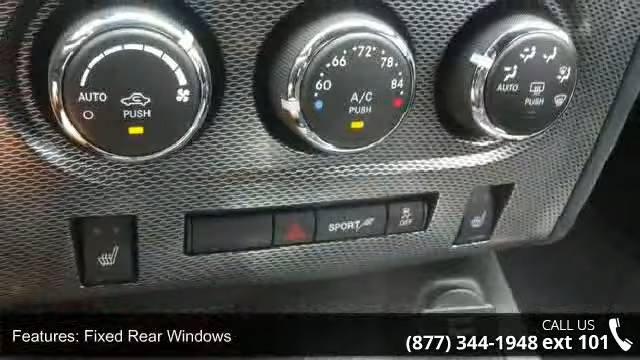 AUTO
PUSH
60 66 72 78 84
A/C
PUSH
AUTO
PUSH
SPORT
OFF
Features: Fixed Rear Windows
CALL US
(877) 344-1948 ext 101